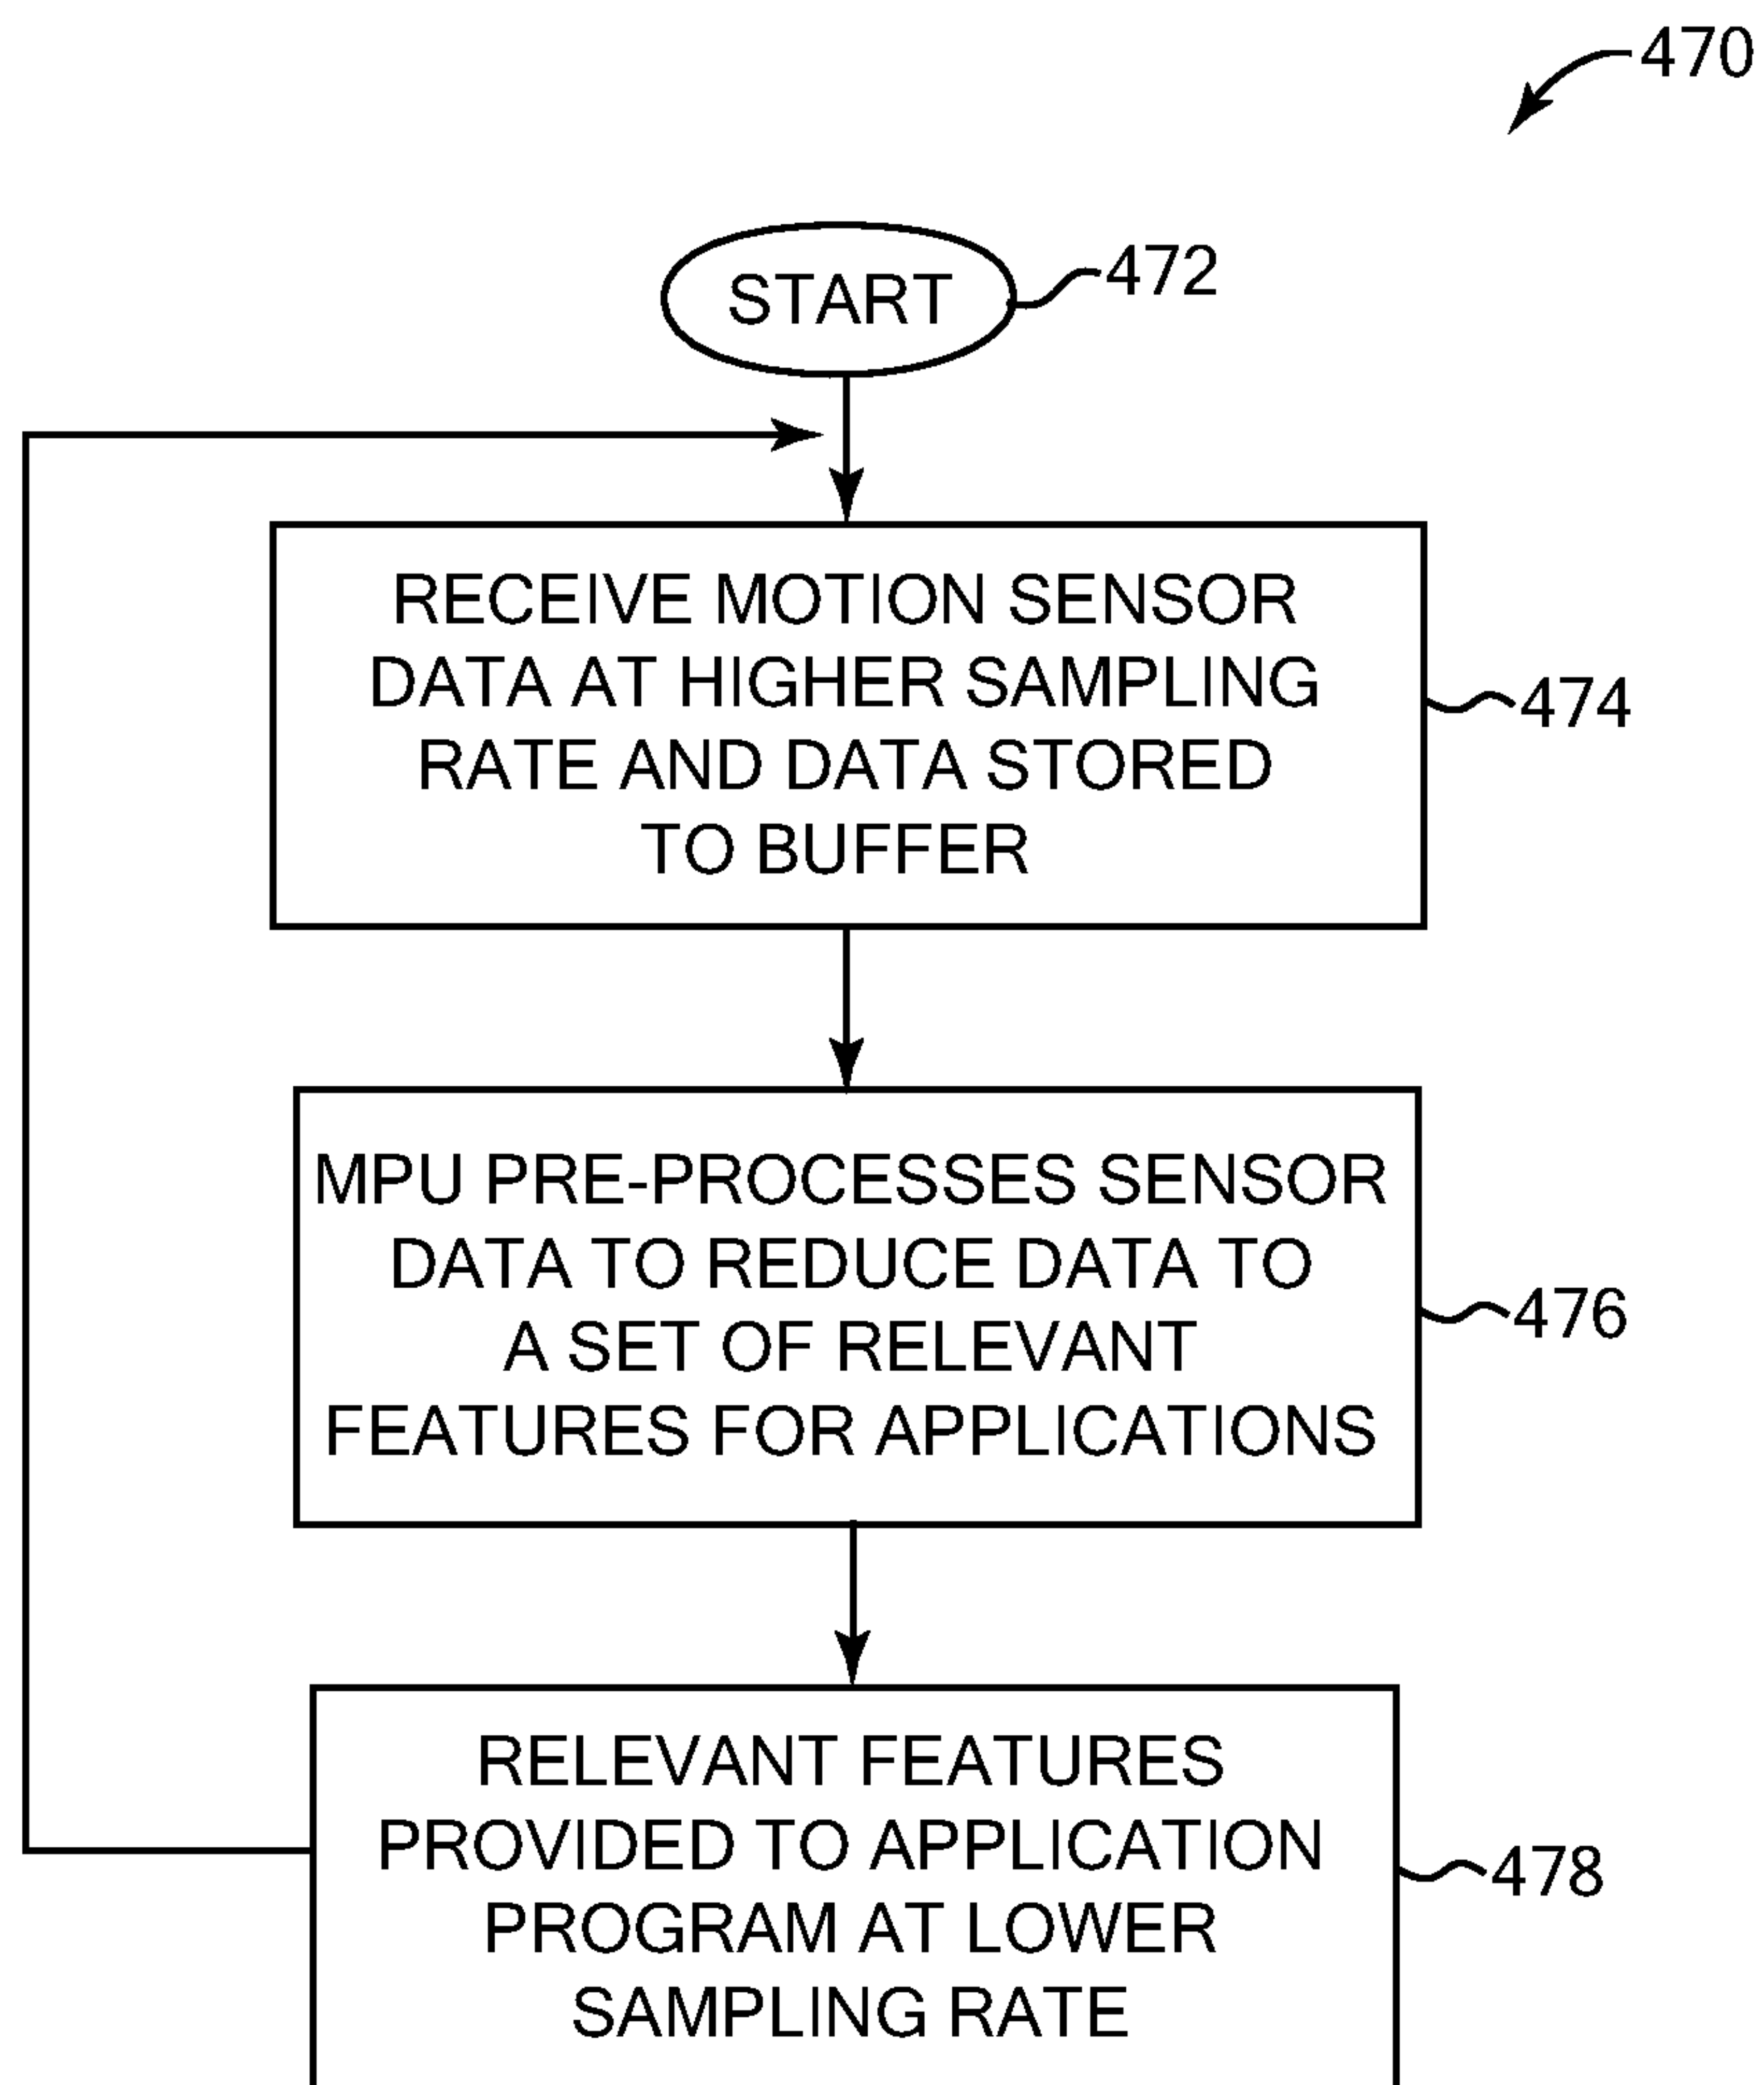 470
START
472
RECEIVE MOTION SENSOR
DATA AT HIGHER SAMPLING
RATE AND DATA STORED
TO BUFFER
474
MPU PRE-PROCESSES SENSOR
DATA TO REDUCE DATA TO
A SET OF RELEVANT
FEATURES FOR APPLICATIONS
476
RELEVANT FEATURES
PROVIDED TO APPLICATION
PROGRAM AT LOWER
SAMPLING RATE
478